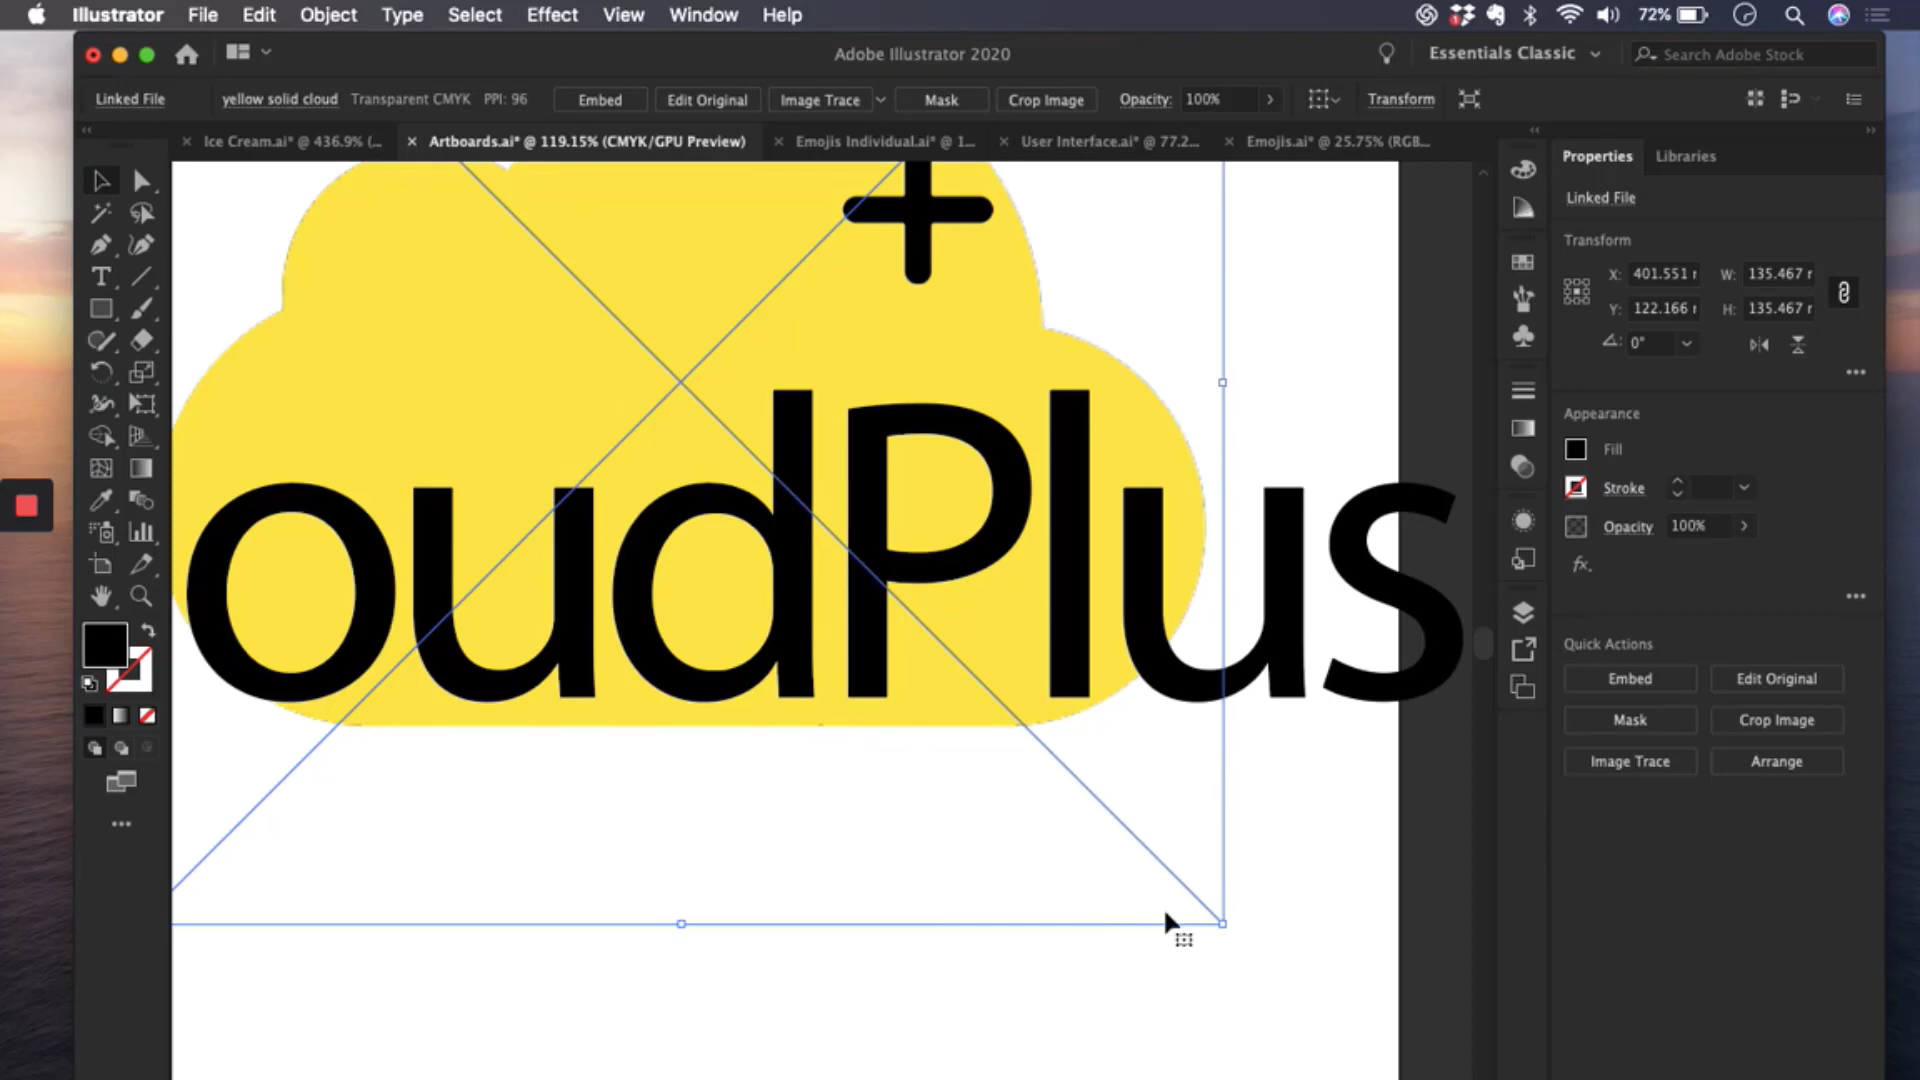 Illustrator File Edit Object Type Select Effect View Window Help 72%
Adobe Illustrator 2020 Essentials Classic Search Adobe Stock
Linked File yellow solid cloud Transparent CMYK PPI: 96 Embed Edit Original Image Trace Mask Crop Image Opacity: 100% Transform
Ice Cream.ai* @ 436.9% (... Artboards.ai* @ 119.15% (CMYK/GPU Preview) Emojis Individual.ai* @ 1... User Interface.ai* @ 77.2... Emojis.ai* @ 25.75% (RGB...
Properties Libraries
Linked File
Transform
X: 401.551 r W: 135.467 r
Y: 122.166 r H: 135.467 r
0°
Appearance
Fill
Stroke
Opacity 100%
fx.
oudPlus
Quick Actions
Embed Edit Original
Mask Crop Image
Image Trace Arrange